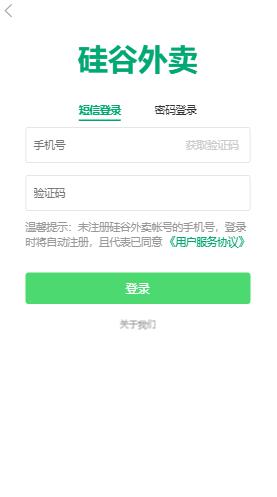 硅谷外卖
短信登录 密码登录
手机号 获取验证码
验证码
温馨提示：未注册硅谷外卖帐号的手机号，登录
时将自动注册，且代表已同意《用户服务协议》
登录
关于我们